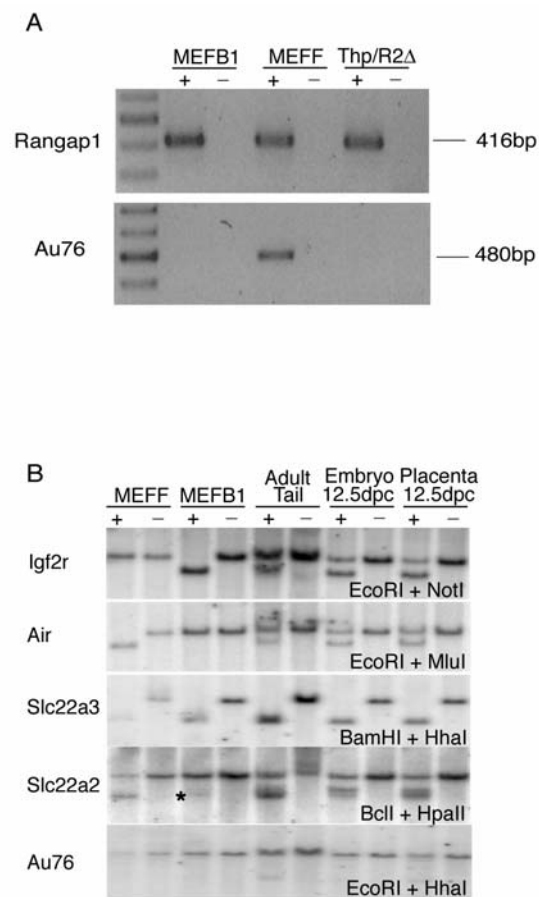 A
MEFB1 MEFF Thp/R2Δ
+ − + − + −
Rangap1 416bp
Au76 480bp
B
MEFF MEFB1 Adult Tail Embryo 12.5dpc Placenta 12.5dpc
+ − + − + − + − + −
Igf2r
EcoRI + NotI
Air
EcoRI + MluI
Slc22a3
BamHI + HhaI
Slc22a2 *
BclI + HpaII
Au76
EcoRI + HhaI